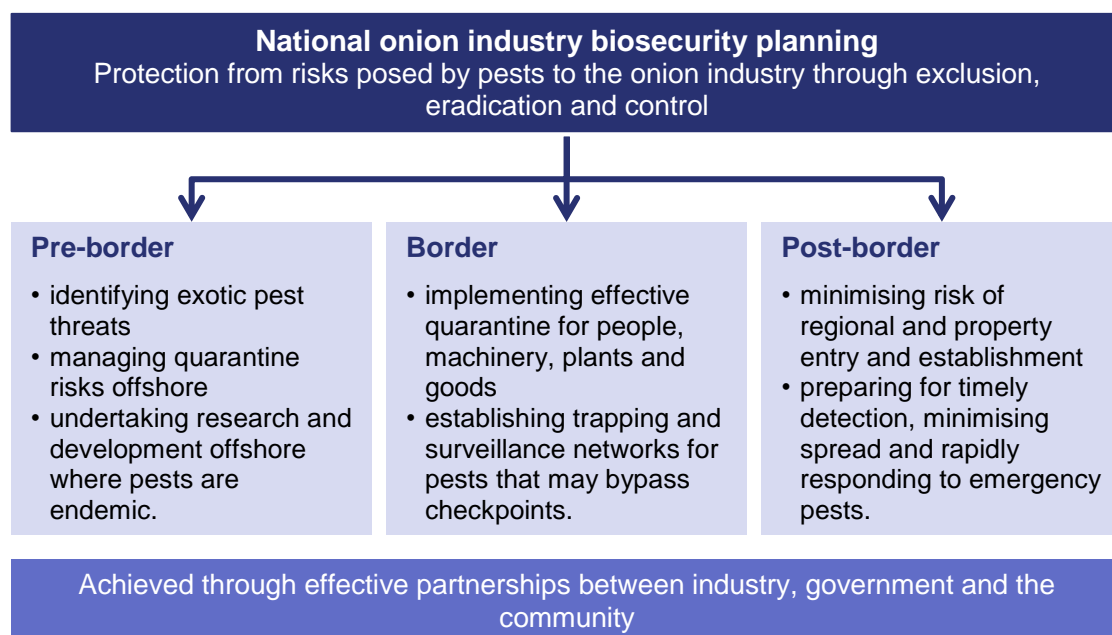 National onion industry biosecurity planning
Protection from risks posed by pests to the onion industry through exclusion,
eradication and control
Pre-border
• identifying exotic pest
threats
• managing quarantine
risks offshore
• undertaking research and
development offshore
where pests are
endemic.
Border
• implementing effective
quarantine for people,
machinery, plants and
goods
• establishing trapping and
surveillance networks for
pests that may bypass
checkpoints.
Post-border
• minimising risk of
regional and property
entry and establishment
• preparing for timely
detection, minimising
spread and rapidly
responding to emergency
pests.
Achieved through effective partnerships between industry, government and the
community